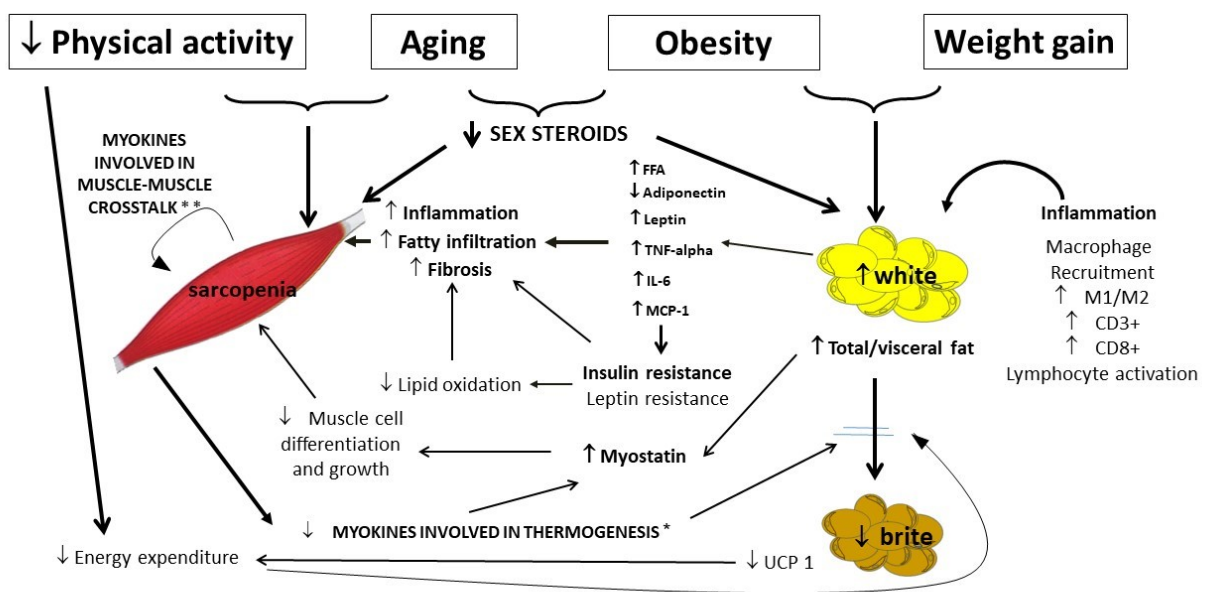 ↓ Physical activity
Aging
Obesity
Weight gain
MYOKINES
INVOLVED IN
MUSCLE-MUSCLE
CROSSTALK * *
↓ SEX STEROIDS
↑ Inflammation
↑ Fatty infiltration
↑ Fibrosis
↑ FFA
↓ Adiponectin
↑ Leptin
↑ TNF-alpha
↑ IL-6
↑ MCP-1
↑ white
Inflammation
Macrophage
Recruitment
↑ M1/M2
↑ CD3+
↑ CD8+
Lymphocyte activation
sarcopenia
↑ Total/visceral fat
↓ Lipid oxidation
Insulin resistance
Leptin resistance
↓ Muscle cell
differentiation
and growth
↑ Myostatin
↓ MYOKINES INVOLVED IN THERMOGENESIS *
↓ brite
↓ Energy expenditure
↓ UCP 1